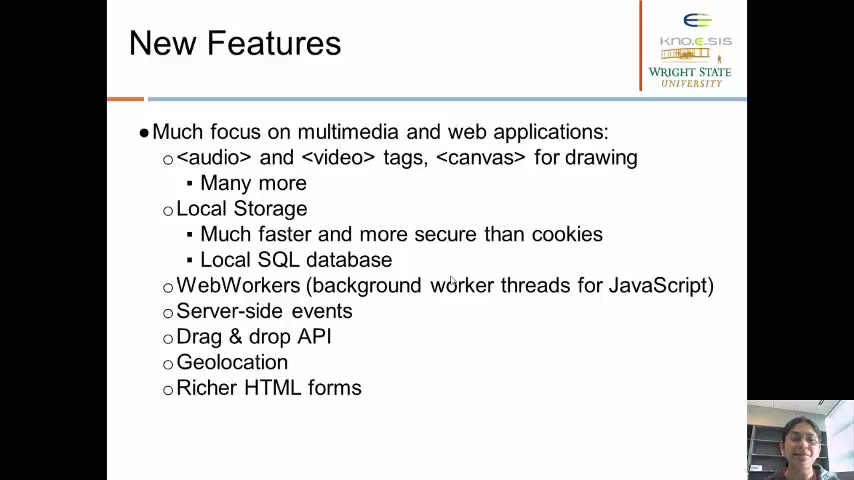 New Features
kno.e.sis
WRIGHT STATE
UNIVERSITY
●Much focus on multimedia and web applications:
○<audio> and <video> tags, <canvas> for drawing
▪ Many more
○Local Storage
▪ Much faster and more secure than cookies
▪ Local SQL database
○WebWorkers (background worker threads for JavaScript)
○Server-side events
○Drag & drop API
○Geolocation
○Richer HTML forms